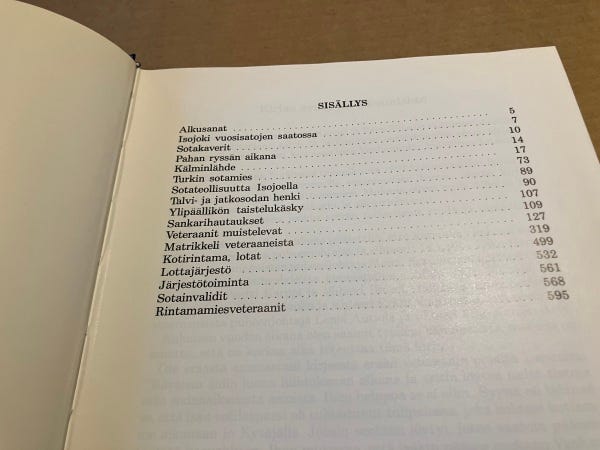 SISÄLLYS
Alkusanat 5
Isojoki vuosisatojen saatossa 7
Sotakaverit 10
Pahan ryssän aikana 14
Kälminlähde 17
Turkin sotamies 73
Sotateollisuutta Isojoella 89
Talvi- ja jatkosodan henki 90
Ylipäällikön taistelukäsky 107
Sankarihautaukset 109
Veteraanit muistelevat 127
Matrikkeli veteraaneista 319
Kotirintama, lotat 499
Lottajärjestö 532
Järjestötoiminta 561
Sotainvalidit 568
Rintamamiesveteraanit 595